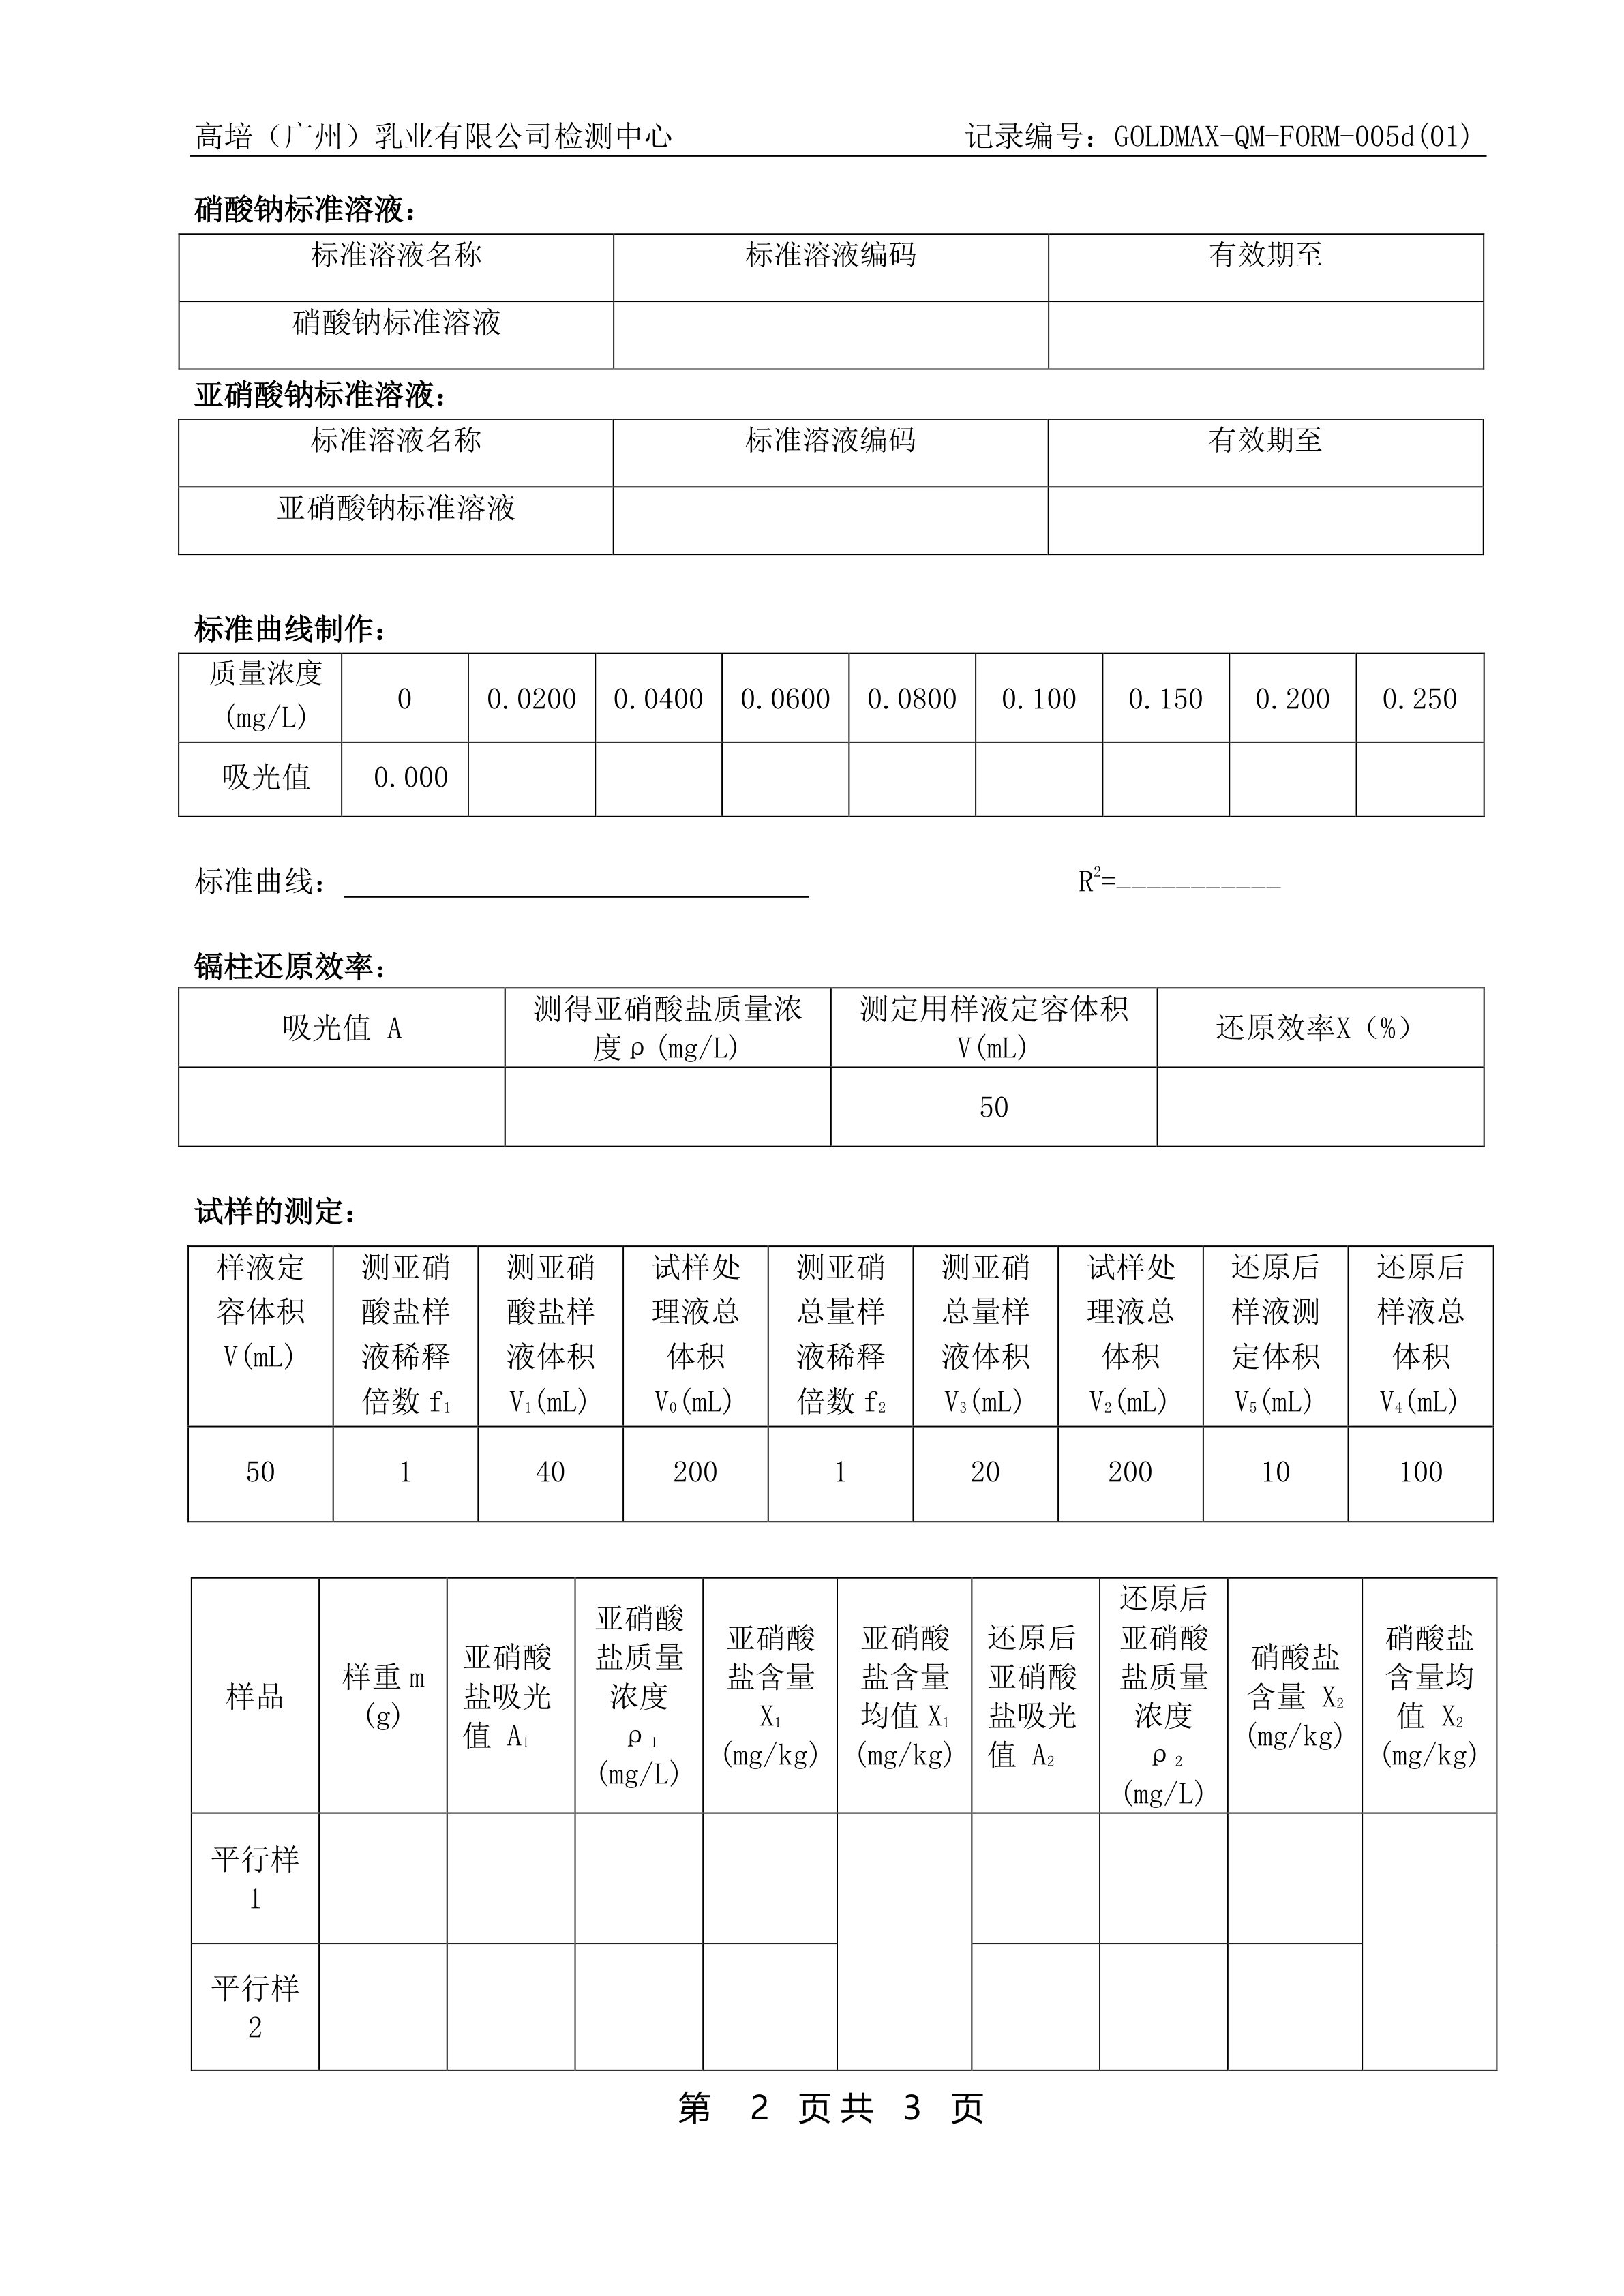 高培（广州）乳业有限公司检测中心 记录编号：GOLDMAX-QM-FORM-005d(01)
硝酸钠标准溶液：
标准溶液名称 标准溶液编码 有效期至
硝酸钠标准溶液
亚硝酸钠标准溶液：
标准溶液名称 标准溶液编码 有效期至
亚硝酸钠标准溶液
标准曲线制作：
质量浓度
(mg/L)
0 0.0200 0.0400 0.0600 0.0800 0.100 0.150 0.200 0.250
吸光值 0.000
标准曲线： R²=___________
镉柱还原效率：
吸光值 A
测得亚硝酸盐质量浓
度ρ(mg/L)
测定用样液定容体积
V(mL)
还原效率X（%）
50
试样的测定：
样液定
容体积
V(mL)
测亚硝
酸盐样
液稀释
倍数 f₁
测亚硝
酸盐样
液体积
V₁(mL)
试样处
理液总
体积
V₀(mL)
测亚硝
总量样
液稀释
倍数 f₂
测亚硝
总量样
液体积
V₃(mL)
试样处
理液总
体积
V₂(mL)
还原后
样液测
定体积
V₅(mL)
还原后
样液总
体积
V₄(mL)
50 1 40 200 1 20 200 10 100
样品
样重 m
(g)
亚硝酸
盐吸光
值 A₁
亚硝酸
盐质量
浓度
ρ₁
(mg/L)
亚硝酸
盐含量
X₁
(mg/kg)
亚硝酸
盐含量
均值 X₁
(mg/kg)
还原后
亚硝酸
盐吸光
值 A₂
还原后
亚硝酸
盐质量
浓度
ρ₂
(mg/L)
硝酸盐
含量 X₂
(mg/kg)
硝酸盐
含量均
值 X₂
(mg/kg)
平行样
1
平行样
2
第 2 页 共 3 页